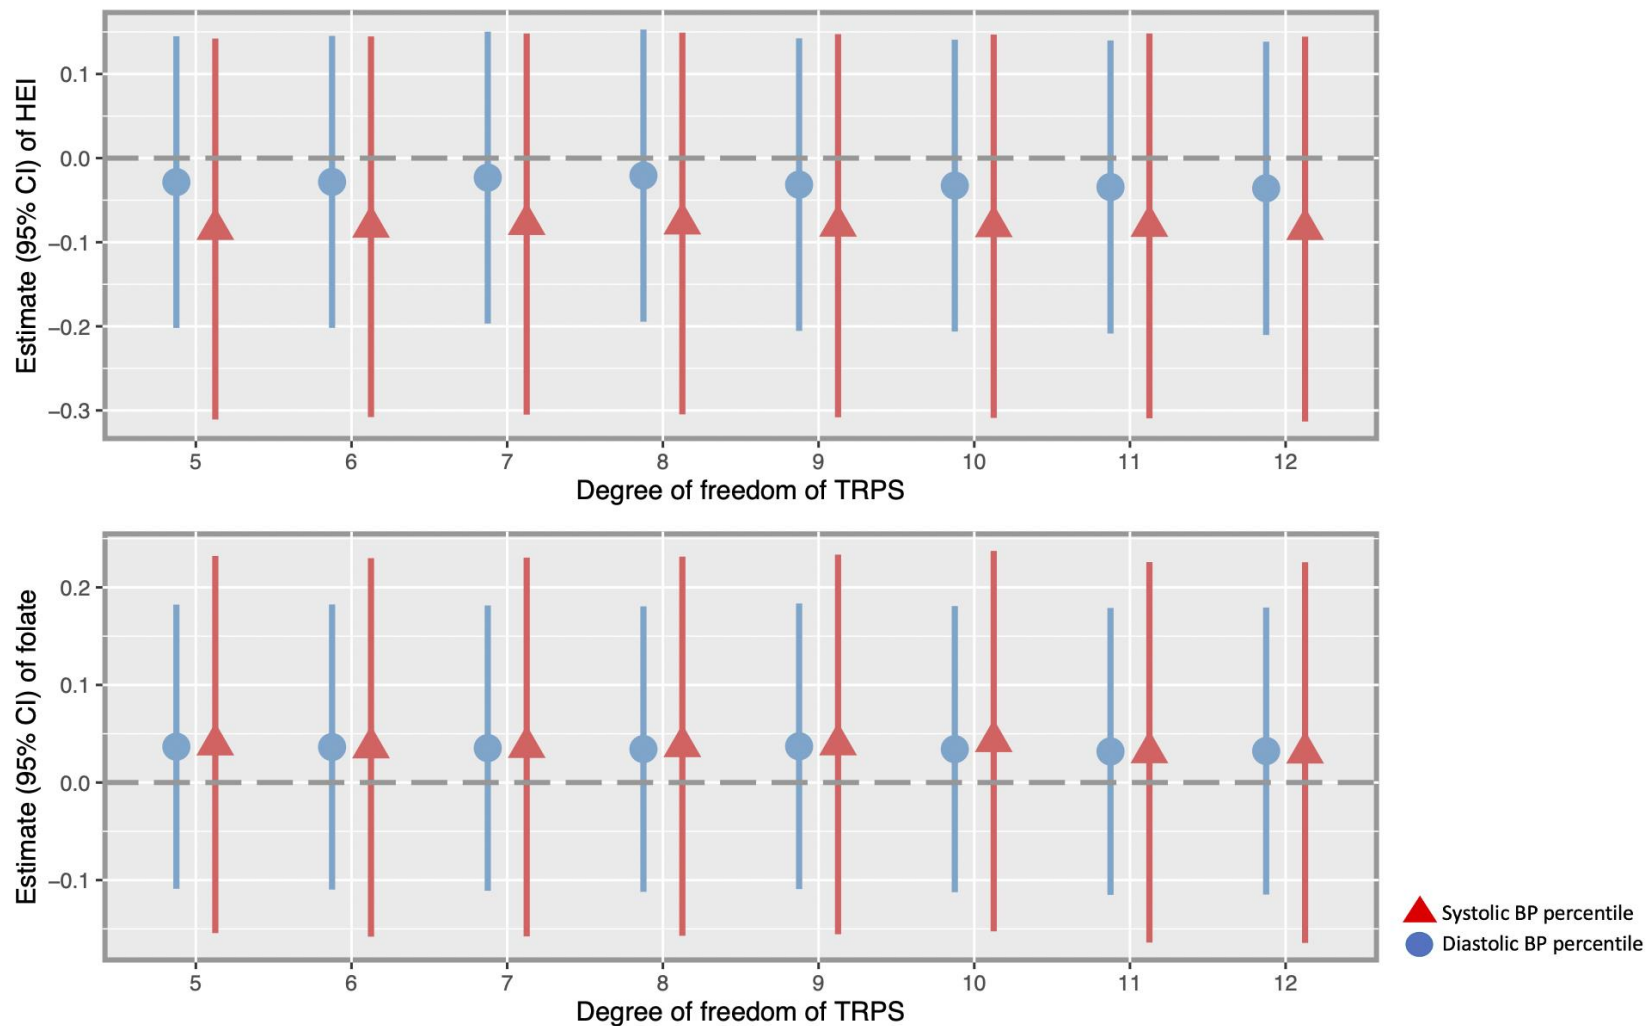 Estimate (95% CI) of HEI
0.1
0.0
−0.1
−0.2
−0.3
5 6 7 8 9 10 11 12
Degree of freedom of TRPS
Estimate (95% CI) of folate
0.2
0.1
0.0
−0.1
5 6 7 8 9 10 11 12
Degree of freedom of TRPS
Systolic BP percentile
Diastolic BP percentile